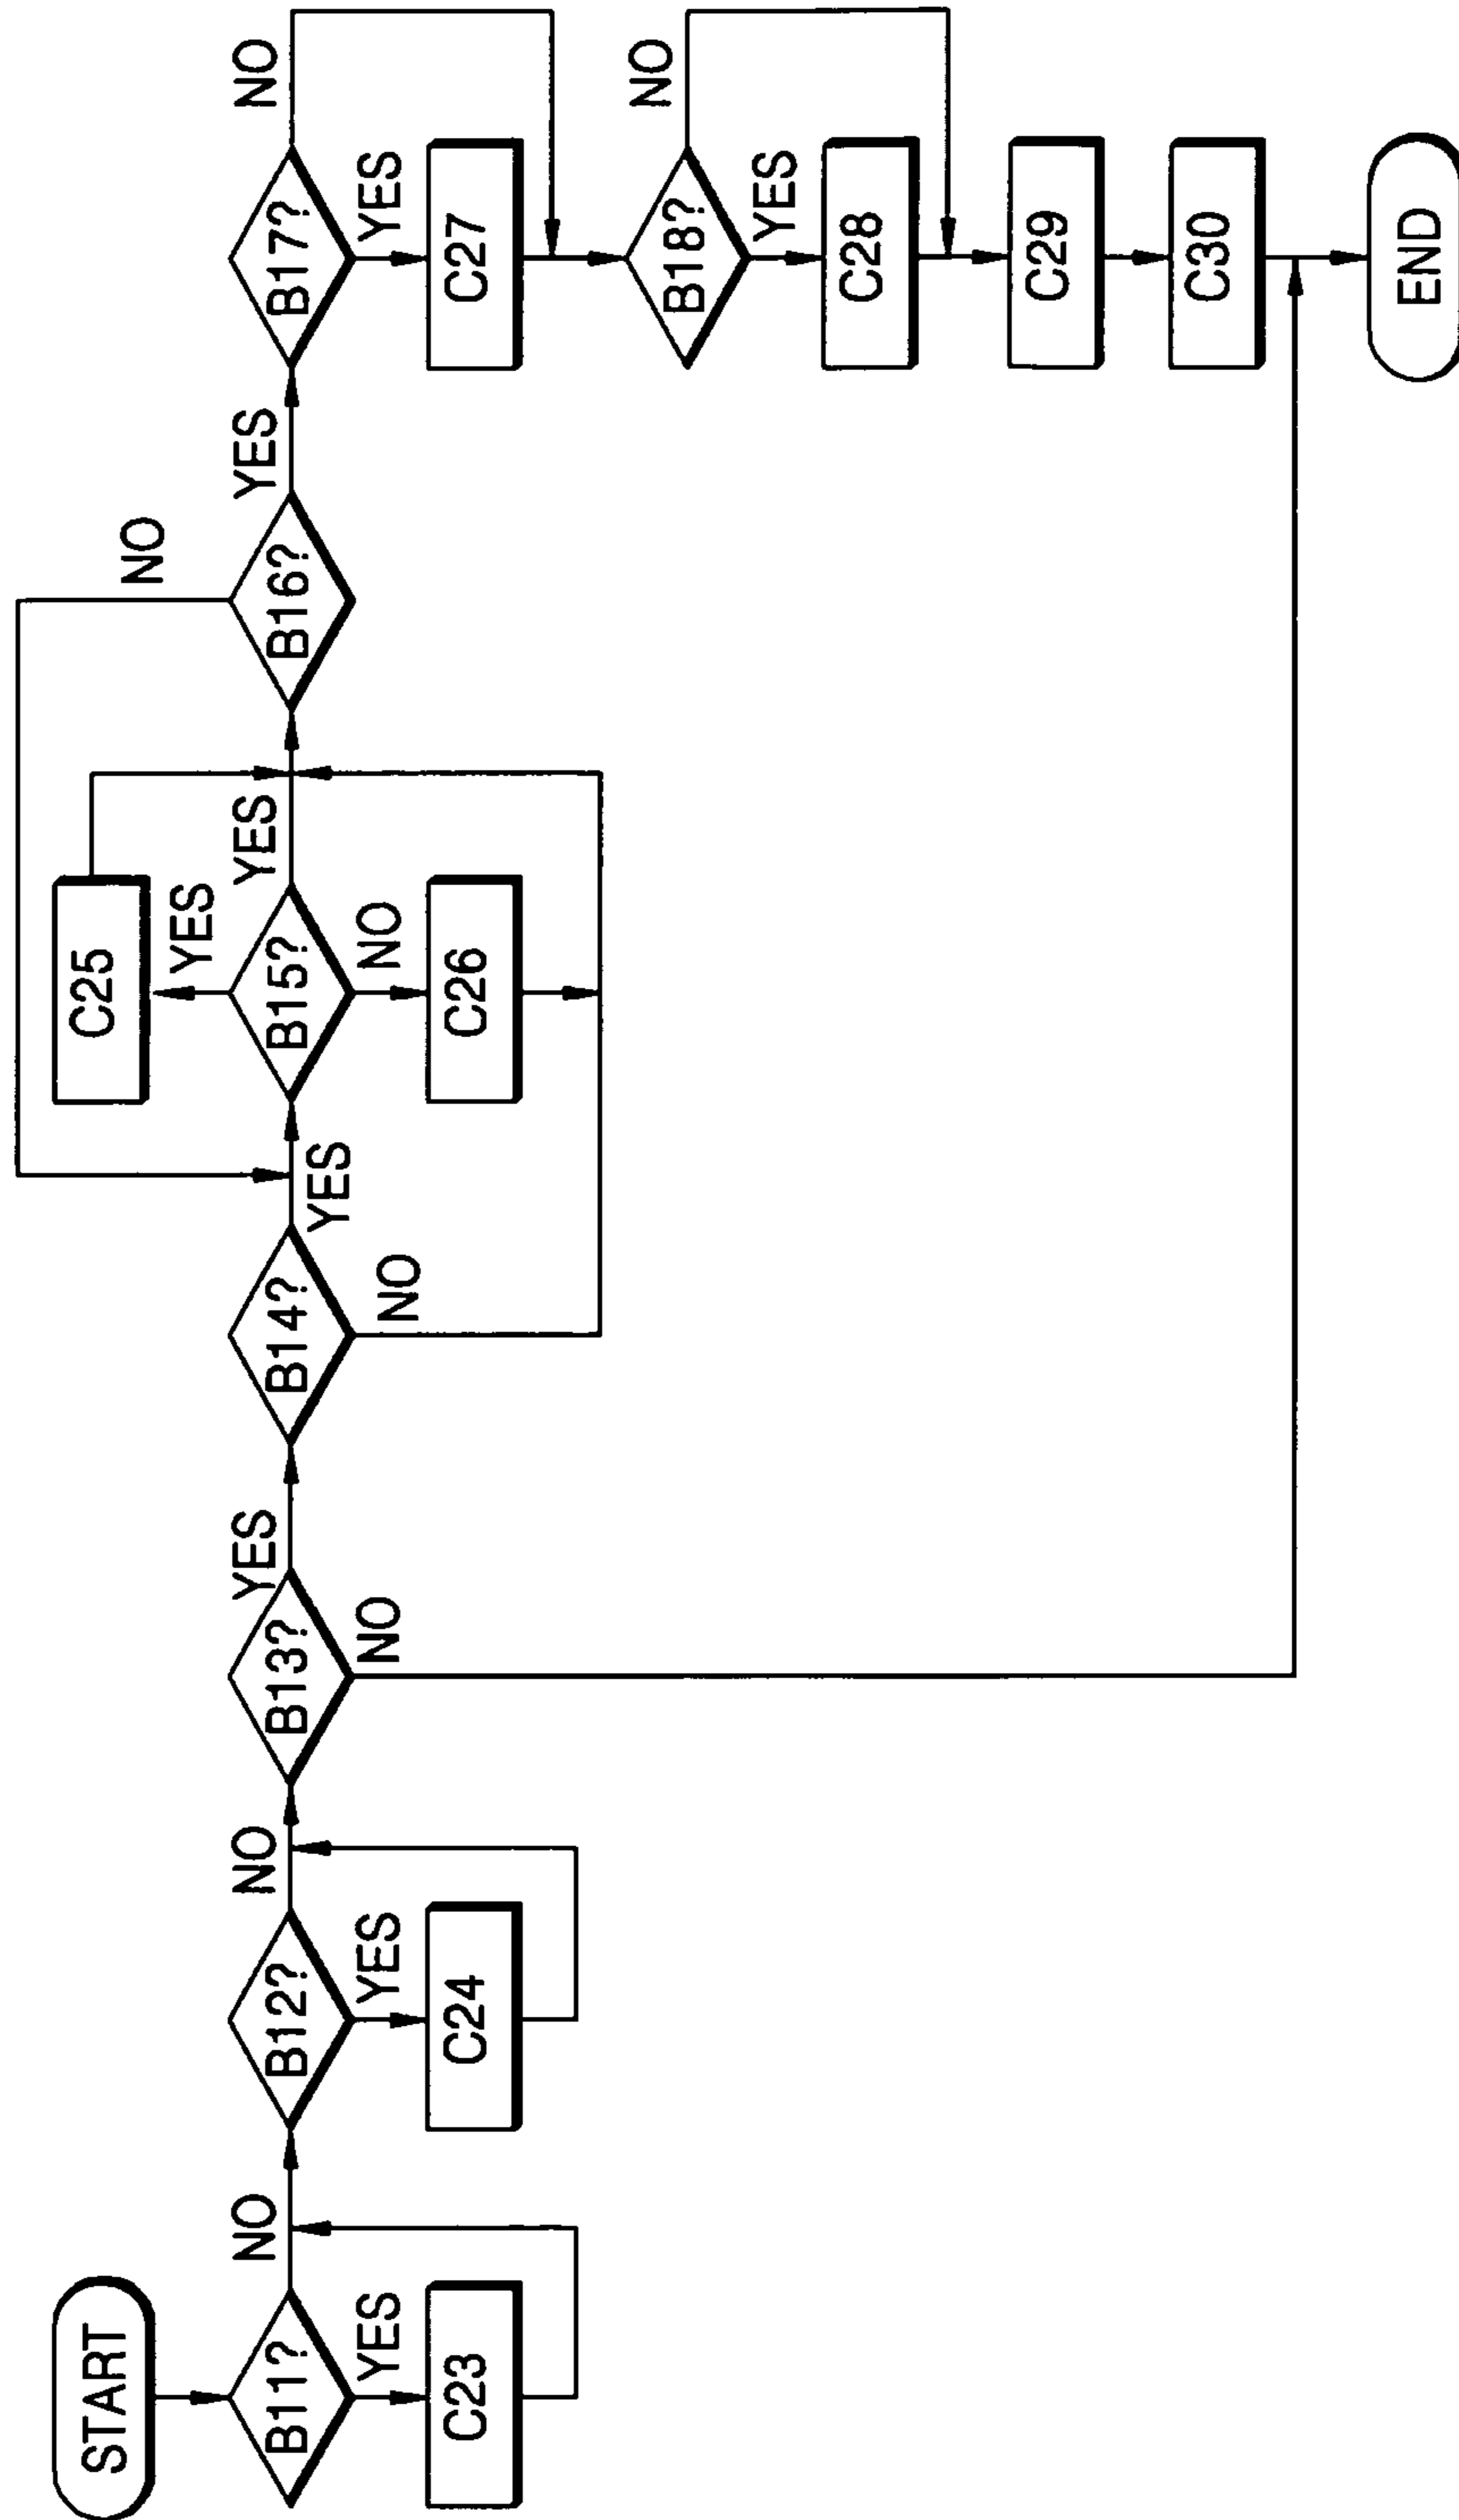 START
B11?
YES
C23
NO
B12?
YES
C24
NO
B13?
NO
YES
B14?
NO
YES
B15?
YES
C25
YES
NO
C26
B16?
NO
YES
B17?
NO
YES
C27
B18?
NO
YES
C28
C29
C30
END